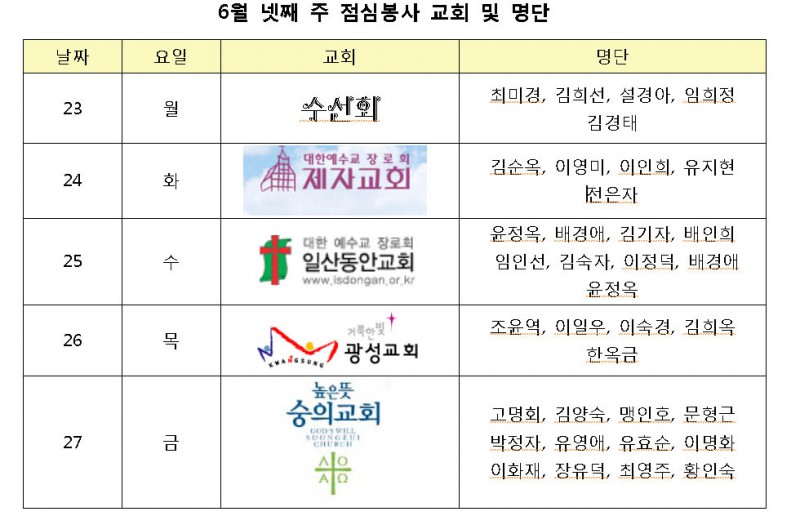 6월 넷째 주 점심봉사 교회 및 명단
날짜 요일 교회 명단
23 월 수선회 최미경, 김희선, 설경아, 임희정
김경태
24 화 대한예수교 장로회
제자교회 김순옥, 이영미, 이인희, 유지현
전은자
25 수 대한 예수교 장로회
일산동안교회
www.isdongan.or.kr 윤정옥, 배경애, 김기자, 배인희
임인선, 김숙자, 이정덕, 배경애
윤정옥
26 목 거룩한빛
광성교회
KWANGSUNG 조윤역, 이일우, 이숙경, 김희옥
한옥금
27 금 높은뜻
숭의교회
GOD'S WILL
SOONGEUI
CHURCH
Α Ο
Α Ω 고명회, 김양숙, 맹인호, 문형근
박정자, 유영애, 유효순, 이명화
이화재, 장유덕, 최영주, 황인숙